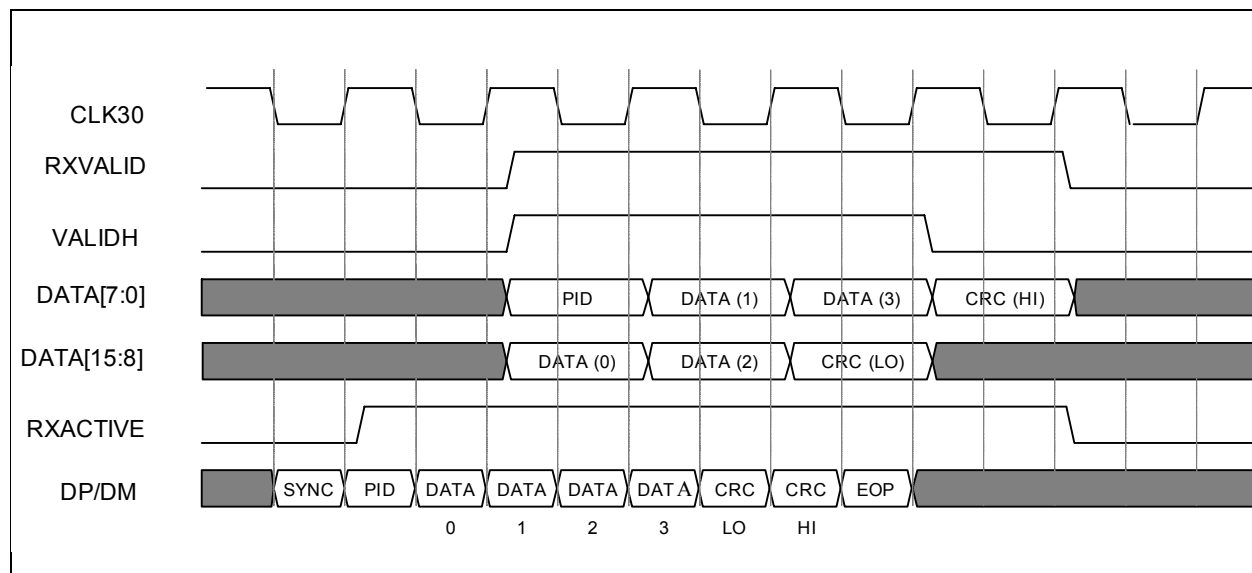 CLK30
RXVALID
VALIDH
DATA[7:0] PID DATA (1) DATA (3) CRC (HI)
DATA[15:8] DATA (0) DATA (2) CRC (LO)
RXACTIVE
DP/DM SYNC PID DATA DATA DATA DATA CRC CRC EOP
0 1 2 3 LO HI